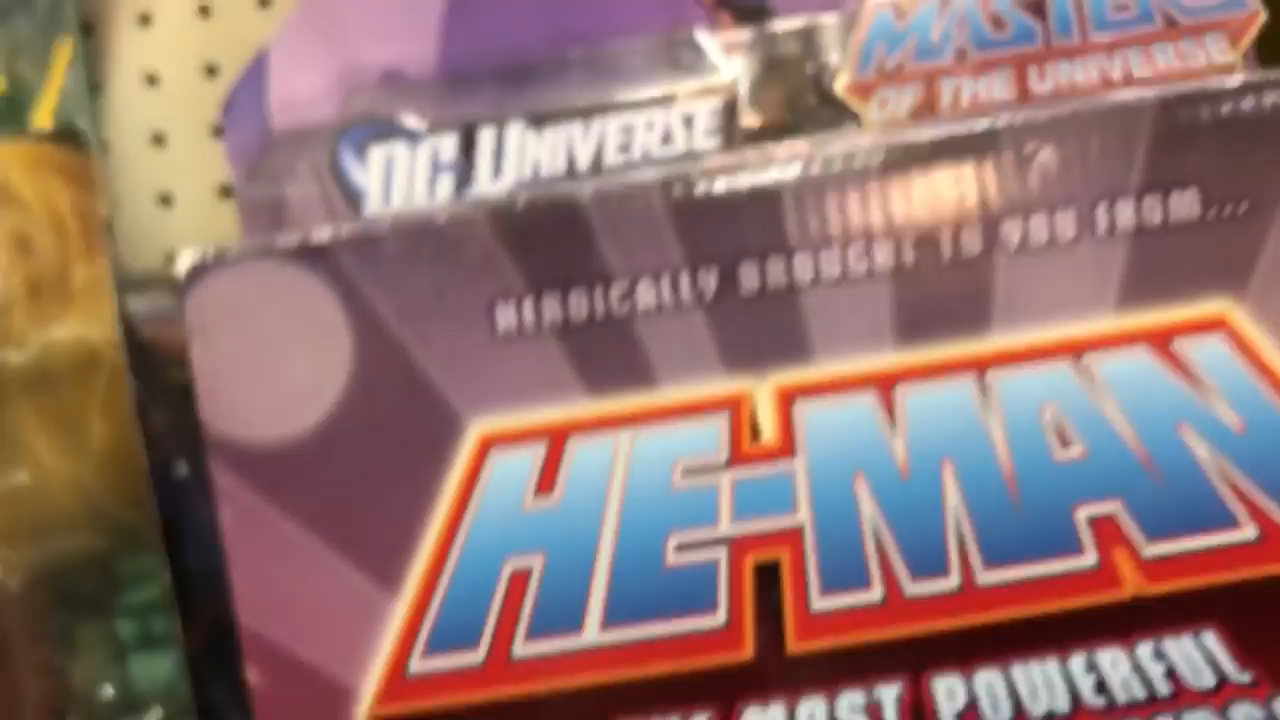 MASTERS
OF THE UNIVERSE
DC UNIVERSE
HEROICALLY BROUGHT TO YOU FROM...
HE-MAN
MOST POWERFUL